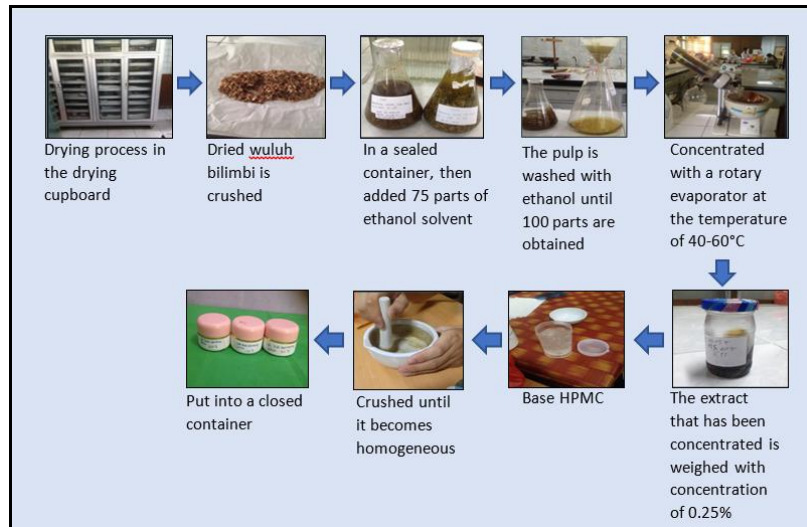 Drying process in
the drying
cupboard
Dried wuluh
bilimbi is
crushed
In a sealed
container, then
added 75 parts of
ethanol solvent
The pulp is
washed with
ethanol until
100 parts are
obtained
Concentrated
with a rotary
evaporator at
the temperature
of 40-60°C
Put into a closed
container
Crushed until
it becomes
homogeneous
Base HPMC
The extract
that has been
concentrated is
weighed with
concentration
of 0.25%